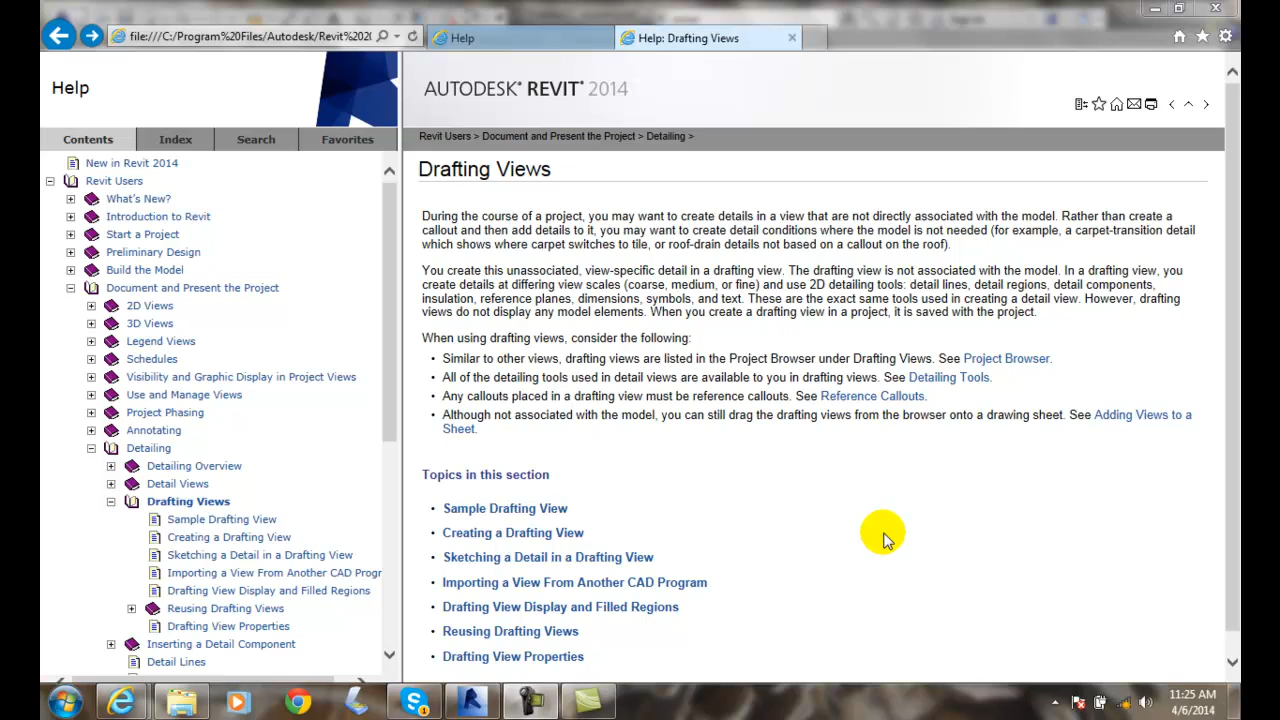 file:///C:/Program%20Files/Autodesk/Revit%202
Help
Help: Drafting Views
Help
AUTODESK® REVIT® 2014
Contents
Index
Search
Favorites
Revit Users > Document and Present the Project > Detailing >
New in Revit 2014
Revit Users
What's New?
Introduction to Revit
Start a Project
Preliminary Design
Build the Model
Document and Present the Project
2D Views
3D Views
Legend Views
Schedules
Visibility and Graphic Display in Project Views
Use and Manage Views
Project Phasing
Annotating
Detailing
Detailing Overview
Detail Views
Drafting Views
Sample Drafting View
Creating a Drafting View
Sketching a Detail in a Drafting View
Importing a View From Another CAD Progr
Drafting View Display and Filled Regions
Reusing Drafting Views
Drafting View Properties
Inserting a Detail Component
Detail Lines
Drafting Views
During the course of a project, you may want to create details in a view that are not directly associated with the model. Rather than create a
callout and then add details to it, you may want to create detail conditions where the model is not needed (for example, a carpet-transition detail
which shows where carpet switches to tile, or roof-drain details not based on a callout on the roof).
You create this unassociated, view-specific detail in a drafting view. The drafting view is not associated with the model. In a drafting view, you
create details at differing view scales (coarse, medium, or fine) and use 2D detailing tools: detail lines, detail regions, detail components,
insulation, reference planes, dimensions, symbols, and text. These are the exact same tools used in creating a detail view. However, drafting
views do not display any model elements. When you create a drafting view in a project, it is saved with the project.
When using drafting views, consider the following:
• Similar to other views, drafting views are listed in the Project Browser under Drafting Views. See Project Browser.
• All of the detailing tools used in detail views are available to you in drafting views. See Detailing Tools.
• Any callouts placed in a drafting view must be reference callouts. See Reference Callouts.
• Although not associated with the model, you can still drag the drafting views from the browser onto a drawing sheet. See Adding Views to a
Sheet.
Topics in this section
• Sample Drafting View
• Creating a Drafting View
• Sketching a Detail in a Drafting View
• Importing a View From Another CAD Program
• Drafting View Display and Filled Regions
• Reusing Drafting Views
• Drafting View Properties
11:25 AM
4/6/2014